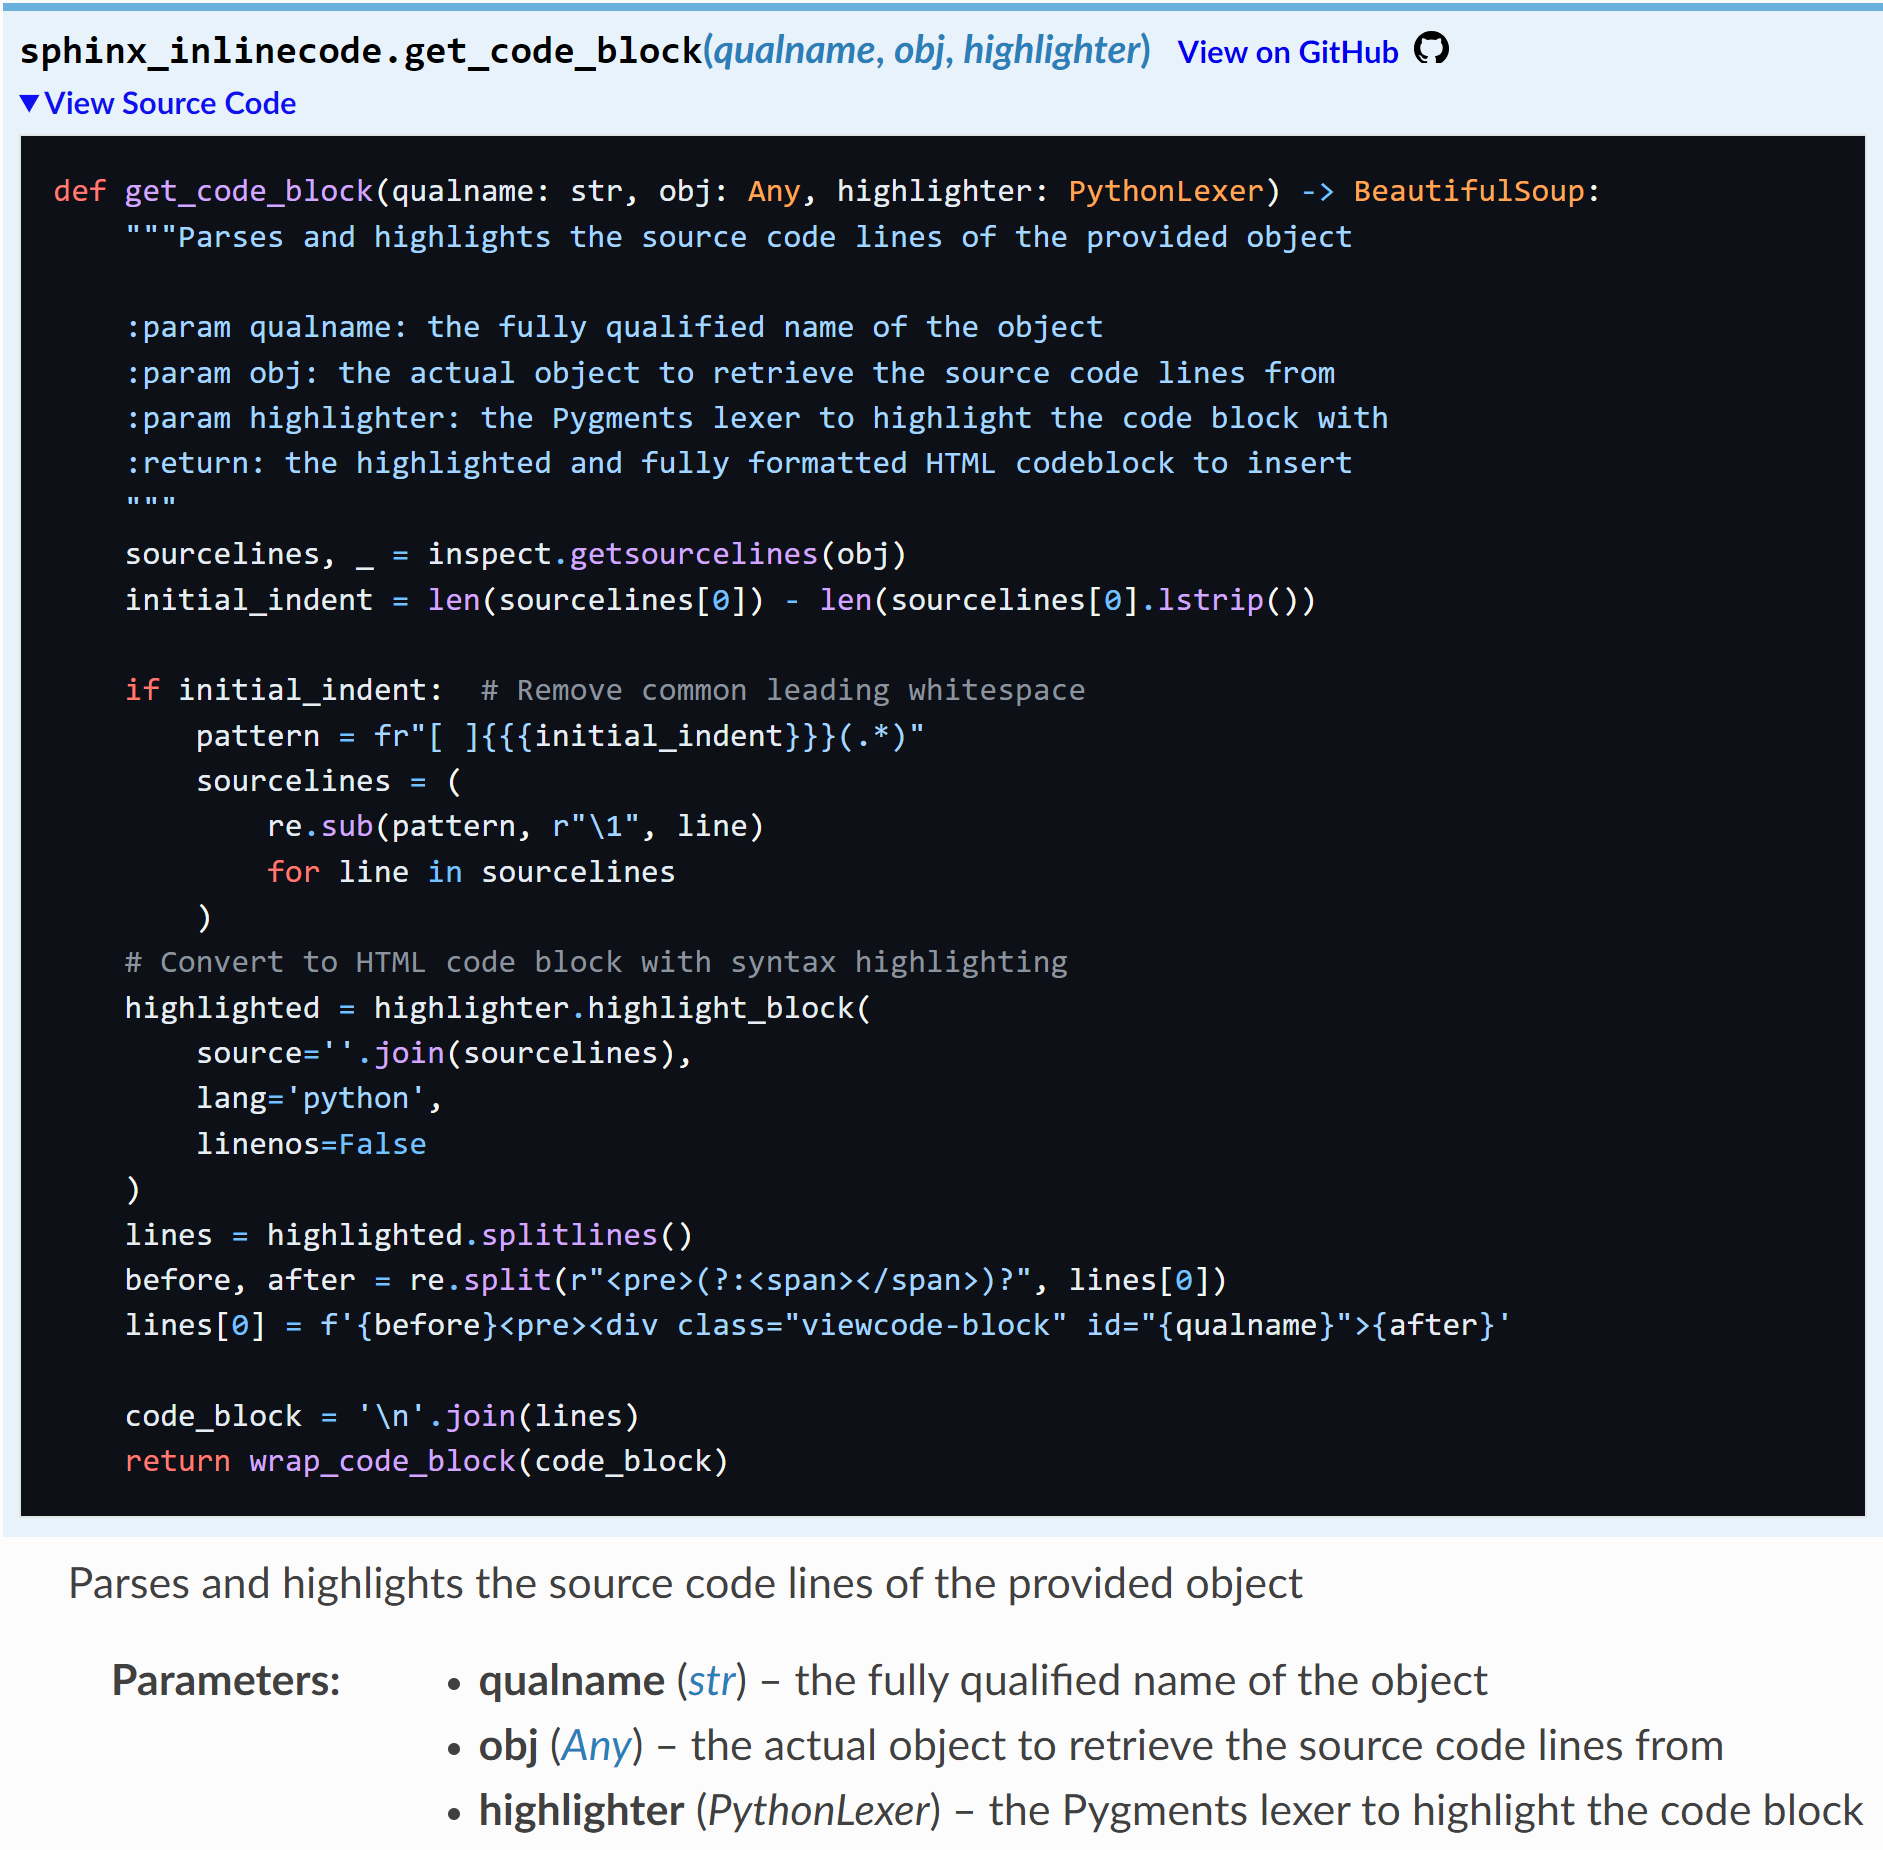 sphinx_inlinecode.get_code_block(qualname, obj, highlighter) View on GitHub
▼View Source Code
def get_code_block(qualname: str, obj: Any, highlighter: PythonLexer) -> BeautifulSoup:
    """Parses and highlights the source code lines of the provided object

    :param qualname: the fully qualified name of the object
    :param obj: the actual object to retrieve the source code lines from
    :param highlighter: the Pygments lexer to highlight the code block with
    :return: the highlighted and fully formatted HTML codeblock to insert
    """
    sourcelines, _ = inspect.getsourcelines(obj)
    initial_indent = len(sourcelines[0]) - len(sourcelines[0].lstrip())

    if initial_indent:  # Remove common leading whitespace
        pattern = fr"[ ]{{{initial_indent}}}(.*)"
        sourcelines = (
            re.sub(pattern, r"\1", line)
            for line in sourcelines
        )
    # Convert to HTML code block with syntax highlighting
    highlighted = highlighter.highlight_block(
        source=''.join(sourcelines),
        lang='python',
        linenos=False
    )
    lines = highlighted.splitlines()
    before, after = re.split(r"<pre>(?:<span></span>)?", lines[0])
    lines[0] = f'{before}<pre><div class="viewcode-block" id="{qualname}">{after}'

    code_block = '\n'.join(lines)
    return wrap_code_block(code_block)
Parses and highlights the source code lines of the provided object
Parameters:
• qualname (str) – the fully qualified name of the object
• obj (Any) – the actual object to retrieve the source code lines from
• highlighter (PythonLexer) – the Pygments lexer to highlight the code block